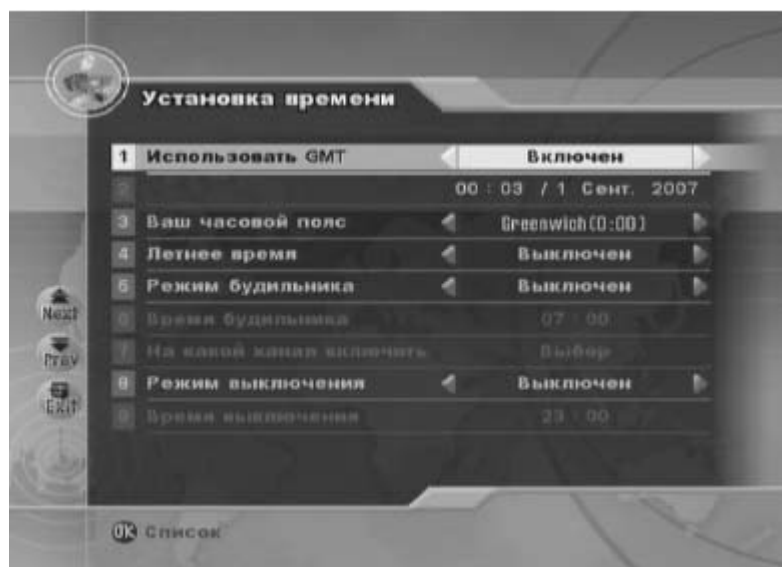 Установка времени
1 Использовать GMT Включен
2 00 : 03 / 1 Сент. 2007
3 Ваш часовой пояс Greenwich(0:00)
4 Летнее время Выключен
5 Режим будильника Выключен
6 Время будильника 07 : 00
7 На какой канал включить Выбор
8 Режим выключения Выключен
9 Время выключения 23 : 00
Next
Prev
Exit
OK Список